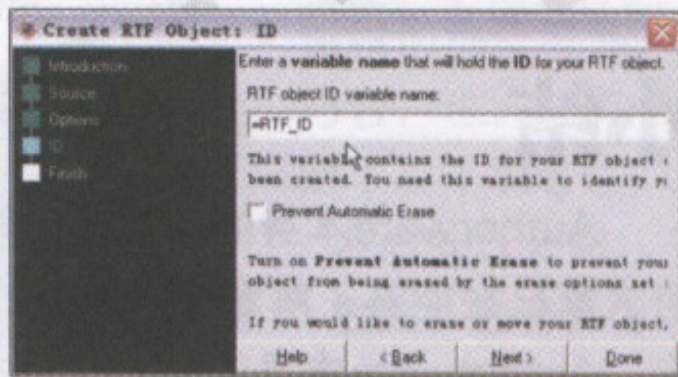 Create RTF Object: ID
Introduction
Source
Options
ID
Finish
Enter a variable name that will hold the ID for your RTF object.
RTF object ID variable name:
=RTF_ID
This variable contains the ID for your RTF object
been created. You need this variable to identify
Prevent Automatic Erase
Turn on Prevent Automatic Erase to prevent your
object from being erased by the erase options set
If you would like to erase or move your RTF object,
Help
< Back
Next >
Done